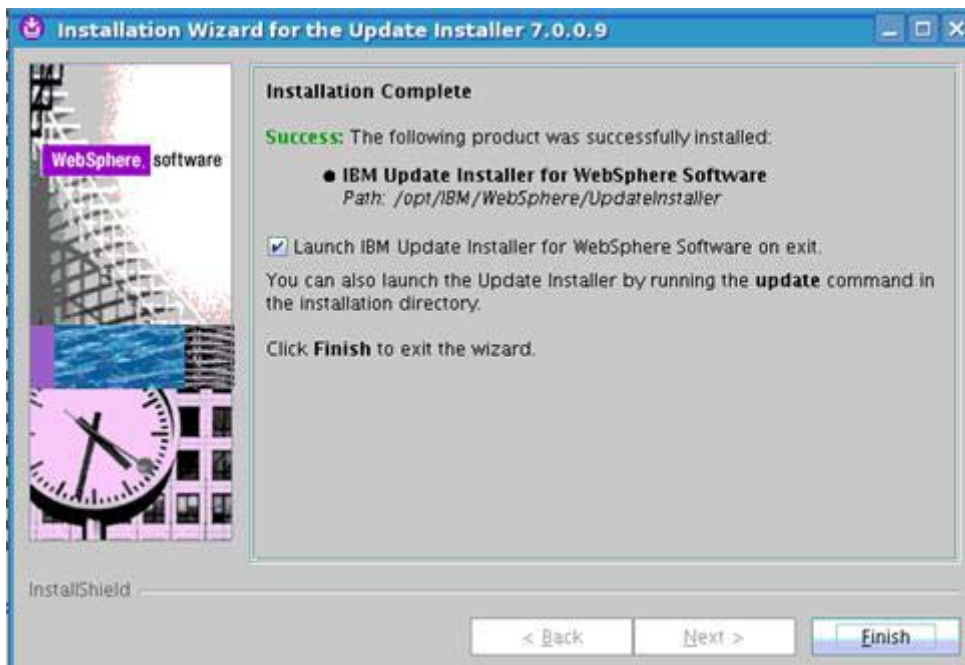 Installation Wizard for the Update Installer 7.0.0.9
WebSphere. software
Installation Complete
Success: The following product was successfully installed:
● IBM Update Installer for WebSphere Software
Path: /opt/IBM/WebSphere/UpdateInstaller
Launch IBM Update Installer for WebSphere Software on exit.
You can also launch the Update Installer by running the update command in
the installation directory.
Click Finish to exit the wizard.
InstallShield
< Back
Next >
Finish